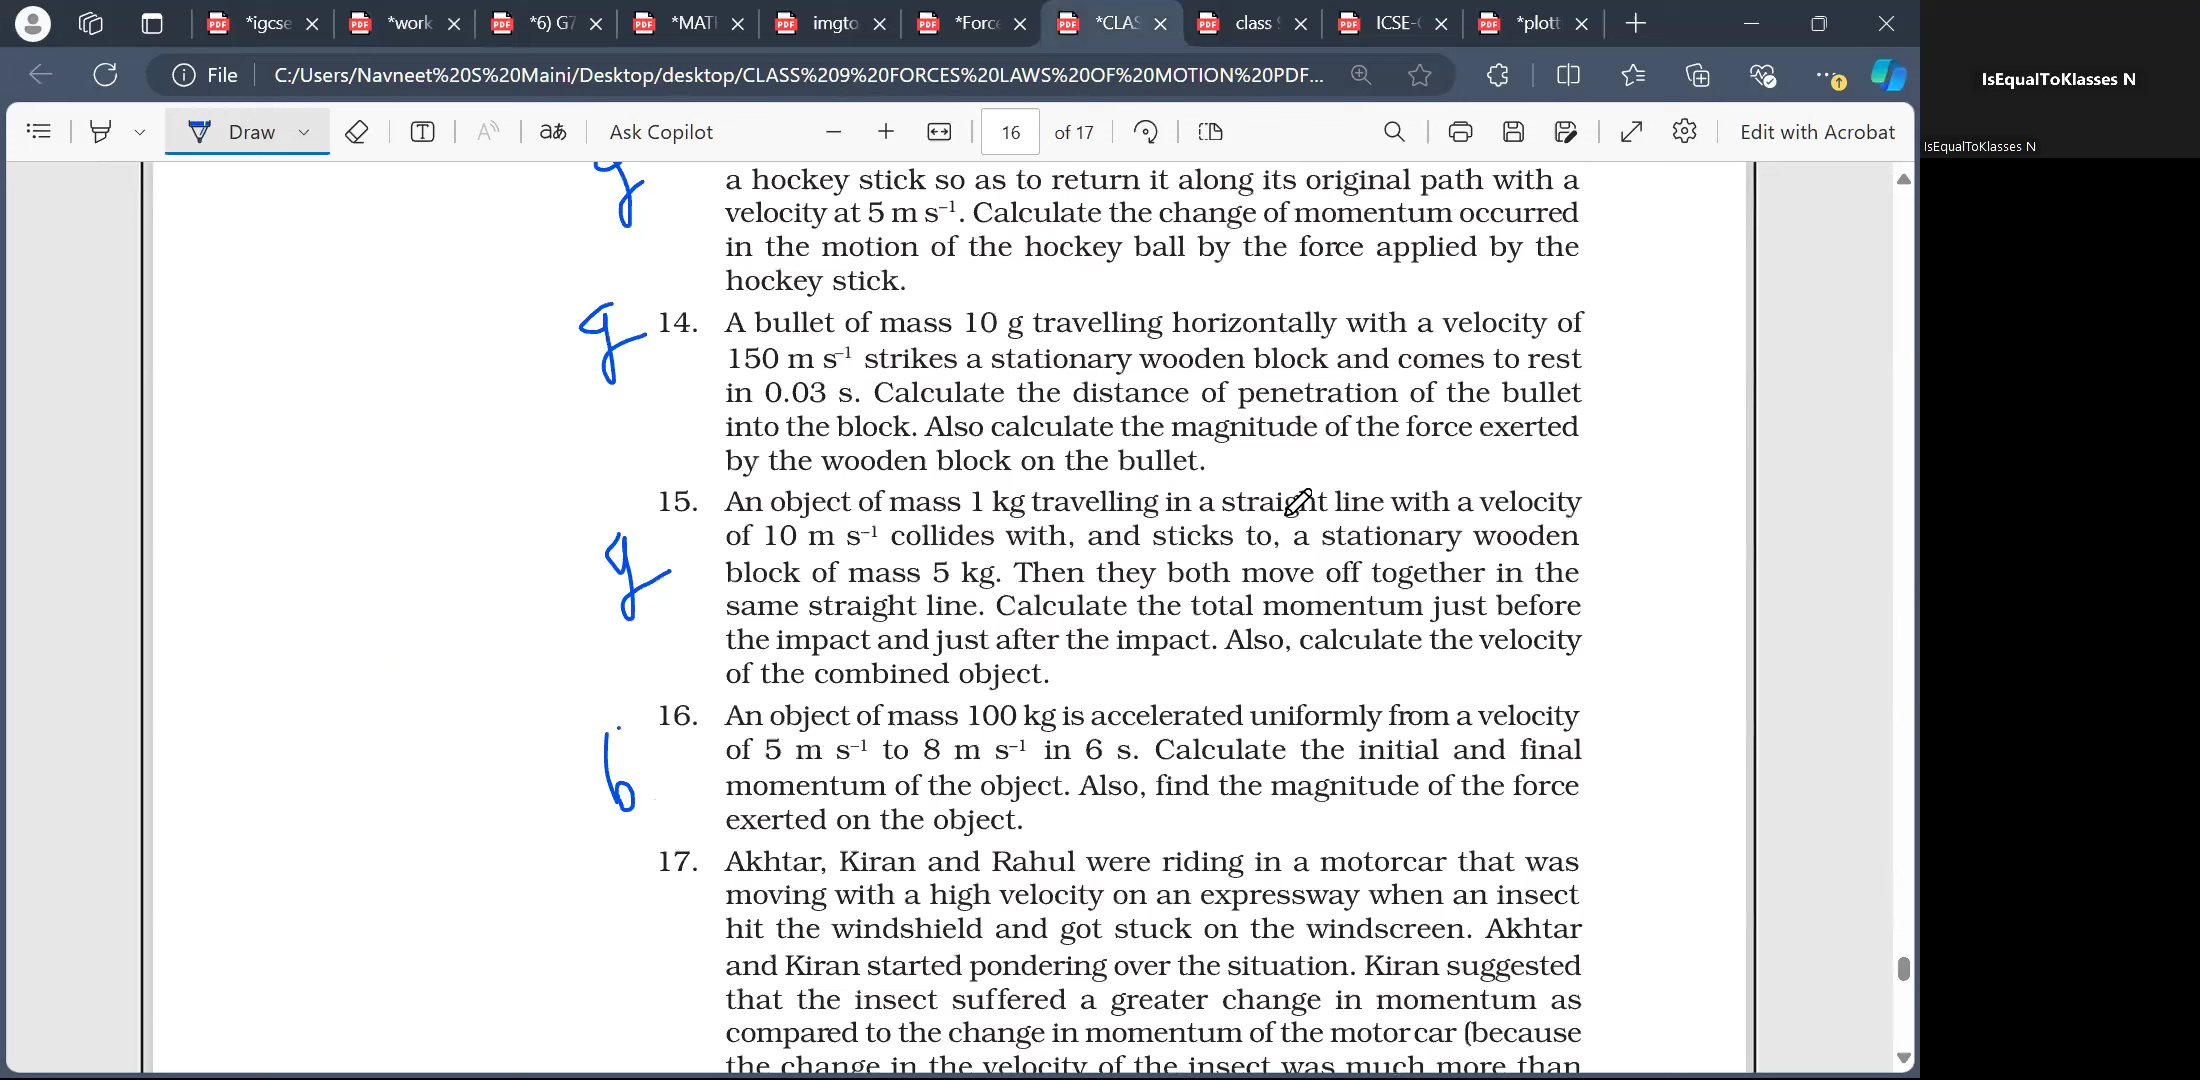 *igcse
*work
*6) G7
*MATI
imgto
*Force
*CLAS
class
ICSE-
*plott
File
C:/Users/Navneet%20S%20Maini/Desktop/desktop/CLASS%209%20FORCES%20LAWS%20OF%20MOTION%20PDF...
Draw
Ask Copilot
16 of 17
Edit with Acrobat
IsEqualToKlasses N
IsEqualToKlasses N
a hockey stick so as to return it along its original path with a
velocity at 5 m s⁻¹. Calculate the change of momentum occurred
in the motion of the hockey ball by the force applied by the
hockey stick.
14. A bullet of mass 10 g travelling horizontally with a velocity of
150 m s⁻¹ strikes a stationary wooden block and comes to rest
in 0.03 s. Calculate the distance of penetration of the bullet
into the block. Also calculate the magnitude of the force exerted
by the wooden block on the bullet.
15. An object of mass 1 kg travelling in a straight line with a velocity
of 10 m s⁻¹ collides with, and sticks to, a stationary wooden
block of mass 5 kg. Then they both move off together in the
same straight line. Calculate the total momentum just before
the impact and just after the impact. Also, calculate the velocity
of the combined object.
16. An object of mass 100 kg is accelerated uniformly from a velocity
of 5 m s⁻¹ to 8 m s⁻¹ in 6 s. Calculate the initial and final
momentum of the object. Also, find the magnitude of the force
exerted on the object.
17. Akhtar, Kiran and Rahul were riding in a motorcar that was
moving with a high velocity on an expressway when an insect
hit the windshield and got stuck on the windscreen. Akhtar
and Kiran started pondering over the situation. Kiran suggested
that the insect suffered a greater change in momentum as
compared to the change in momentum of the motor car (because
the change in the velocity of the insect was much more than